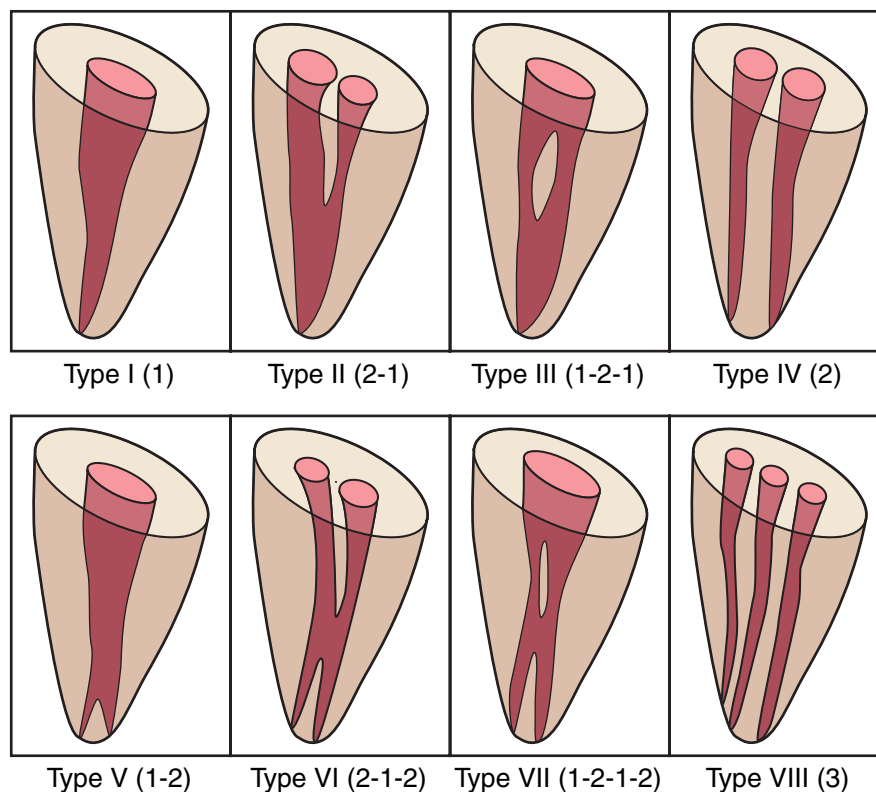 Type I (1)
Type II (2-1)
Type III (1-2-1)
Type IV (2)
Type V (1-2)
Type VI (2-1-2)
Type VII (1-2-1-2)
Type VIII (3)